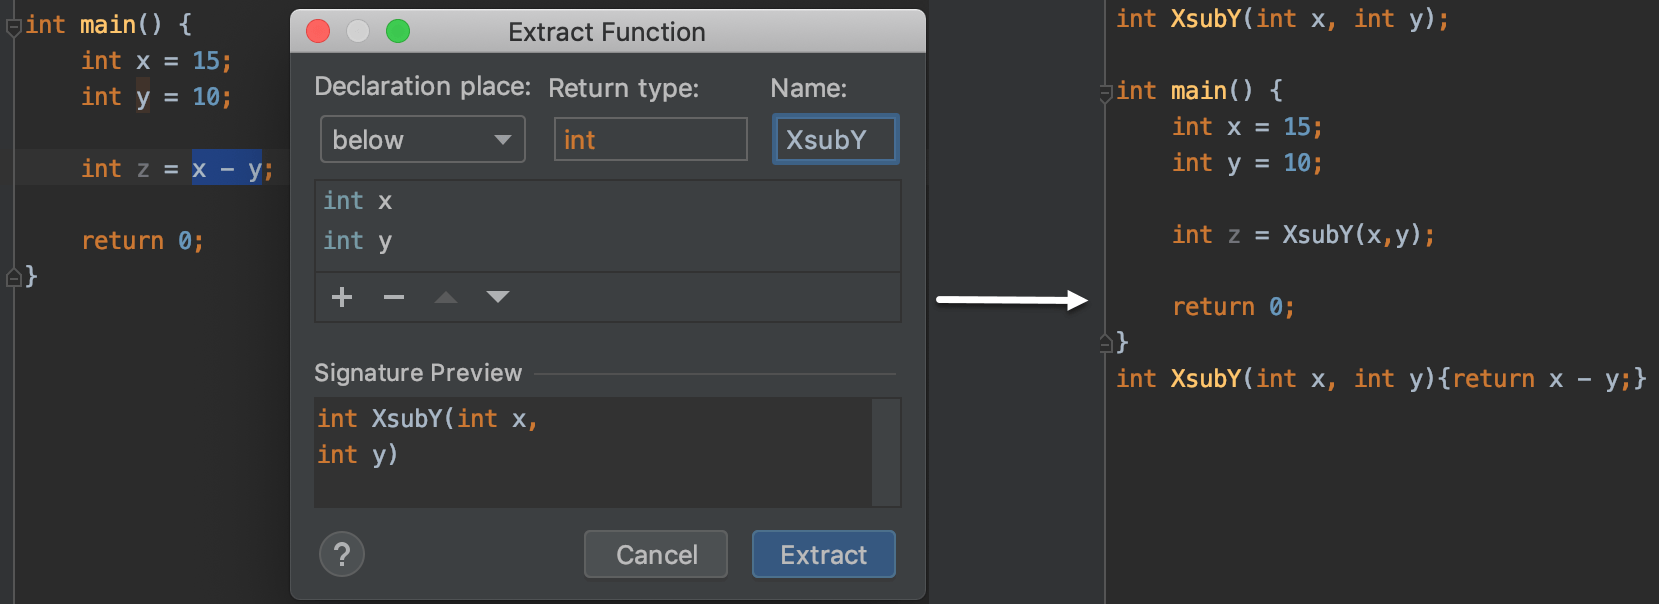 int main() {
int x = 15;
int y = 10;
int z = x - y;
return 0;
}
Extract Function
Declaration place: Return type: Name:
below int XsubY
int x
int y
Signature Preview
int XsubY(int x,
int y)
? Cancel Extract
int XsubY(int x, int y);
int main() {
int x = 15;
int y = 10;
int z = XsubY(x,y);
return 0;
}
int XsubY(int x, int y){return x - y;}